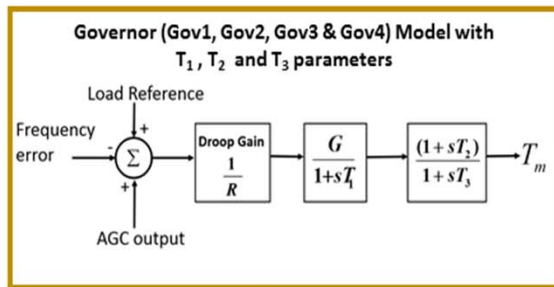 Governor (Gov1, Gov2, Gov3 & Gov4) Model with
T₁, T₂ and T₃ parameters
Load Reference
Frequency
error
-
+
Σ
+
Droop Gain
1
R
G
1+sT₁
(1+sT₂)
1+sT₃
Tₘ
AGC output